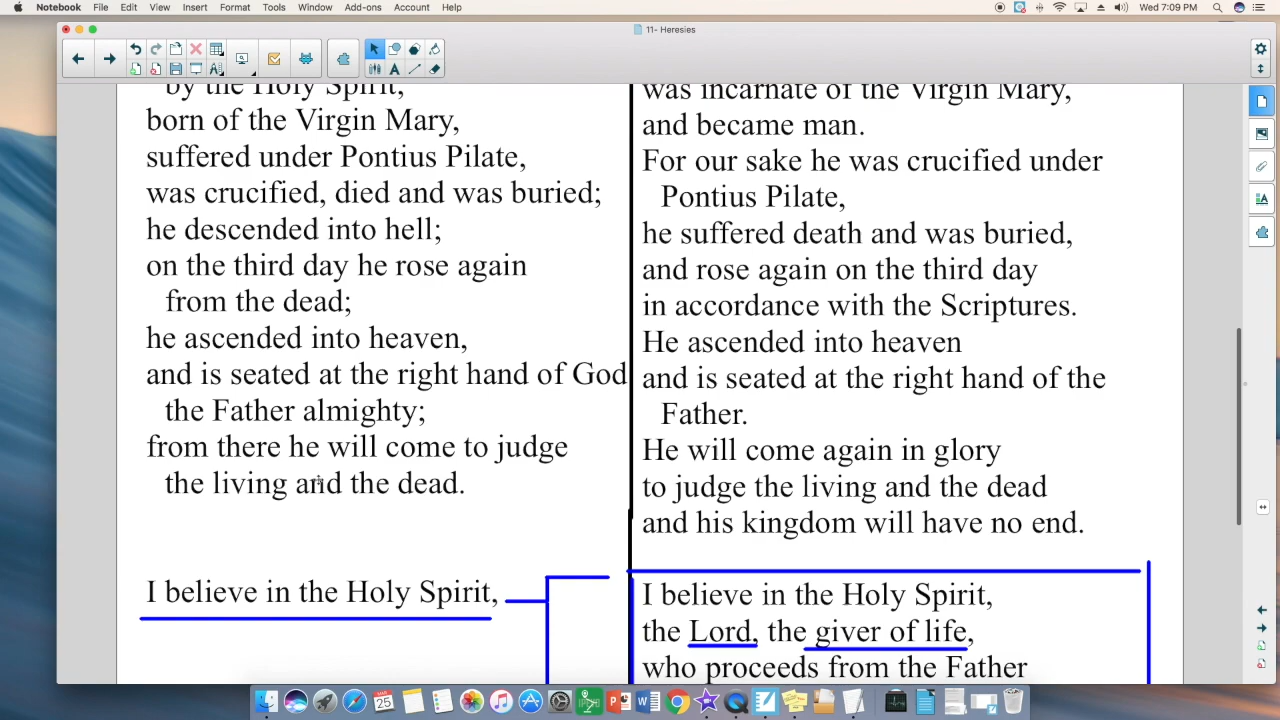 Notebook File Edit View Insert Format Tools Window Add-ons Account Help
Wed 7:09 PM
11- Heresies
by the Holy Spirit,
born of the Virgin Mary,
suffered under Pontius Pilate,
was crucified, died and was buried;
he descended into hell;
on the third day he rose again
from the dead;
he ascended into heaven,
and is seated at the right hand of God
the Father almighty;
from there he will come to judge
the living and the dead.
I believe in the Holy Spirit,
was incarnate of the Virgin Mary,
and became man.
For our sake he was crucified under
Pontius Pilate,
he suffered death and was buried,
and rose again on the third day
in accordance with the Scriptures.
He ascended into heaven
and is seated at the right hand of the
Father.
He will come again in glory
to judge the living and the dead
and his kingdom will have no end.
I believe in the Holy Spirit,
the Lord, the giver of life,
who proceeds from the Father